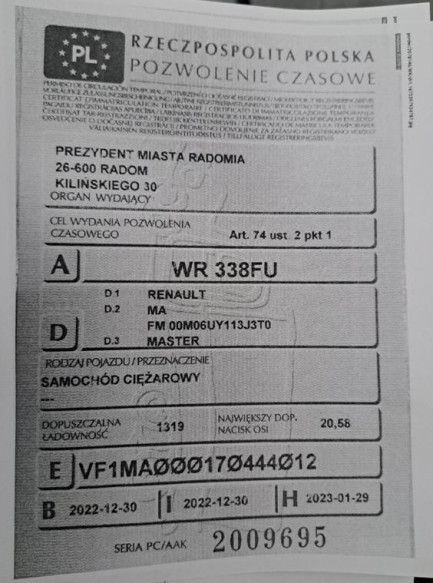 PL
RZECZPOSPOLITA POLSKA
POZWOLENIE CZASOWE
PREZYDENT MIASTA RADOMIA
26-600 RADOM
KILIŃSKIEGO 30
ORGAN WYDAJĄCY
CEL WYDANIA POZWOLENIA
CZASOWEGO Art. 74 ust. 2 pkt 1
A WR 338FU
D.1 RENAULT
D.2 MA
FM 00M06UY113J3T0
D D.3 MASTER
RODZAJ POJAZDU / PRZEZNACZENIE
SAMOCHÓD CIĘŻAROWY
---
DOPUSZCZALNA ŁADOWNOŚĆ 1319 NAJWIĘKSZY DOP. NACISK OSI 20,58
E VF1MAØØØ17Ø444Ø12
B 2022-12-30 I 2022-12-30 H 2023-01-29
SERIA PC/AAK 2009695